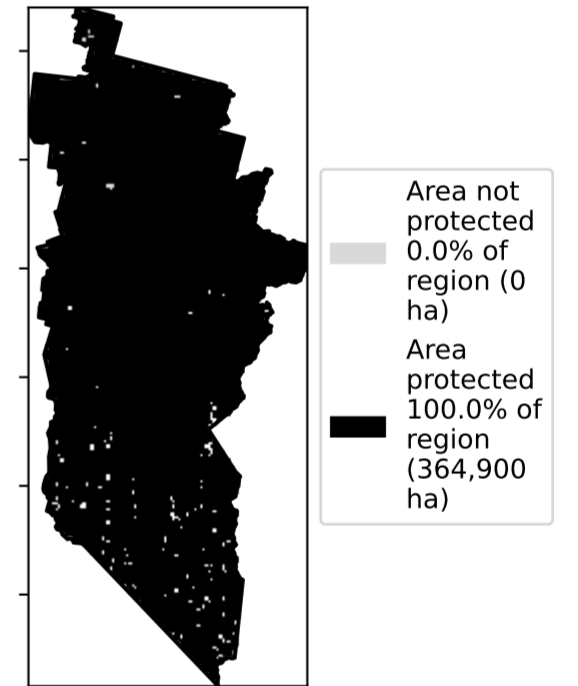 Area not
protected
0.0% of
region (0
ha)
Area
protected
100.0% of
region
(364,900
ha)